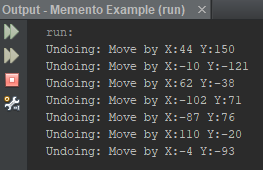 Output - Memento Example (run) ×
run:
Undoing: Move by X:44 Y:150
Undoing: Move by X:-10 Y:-121
Undoing: Move by X:62 Y:-38
Undoing: Move by X:-102 Y:71
Undoing: Move by X:-87 Y:76
Undoing: Move by X:110 Y:-20
Undoing: Move by X:-4 Y:-93